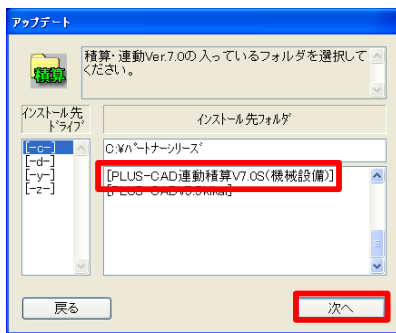 アップデート
積算・連動Ver.7.0の入っているフォルダを選択して
ください。
積算
インストール先
ドライブ
インストール先フォルダ
[-c-]
[-d-]
[-y-]
[-z-]
C:¥パートナーシリーズ
[PLUS-CAD連動積算V7.0S(機械設備)]
戻る
次へ